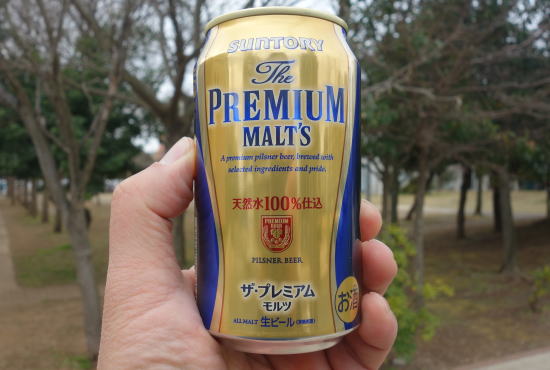 SUNTORY
The
PREMIUM
MALT'S
A premium pilsner beer, brewed with
selected ingredients and pride.
天然水100%仕込
PILSNER BEER
ザ・プレミアム
モルツ
お酒
ALL MALT 生ビール